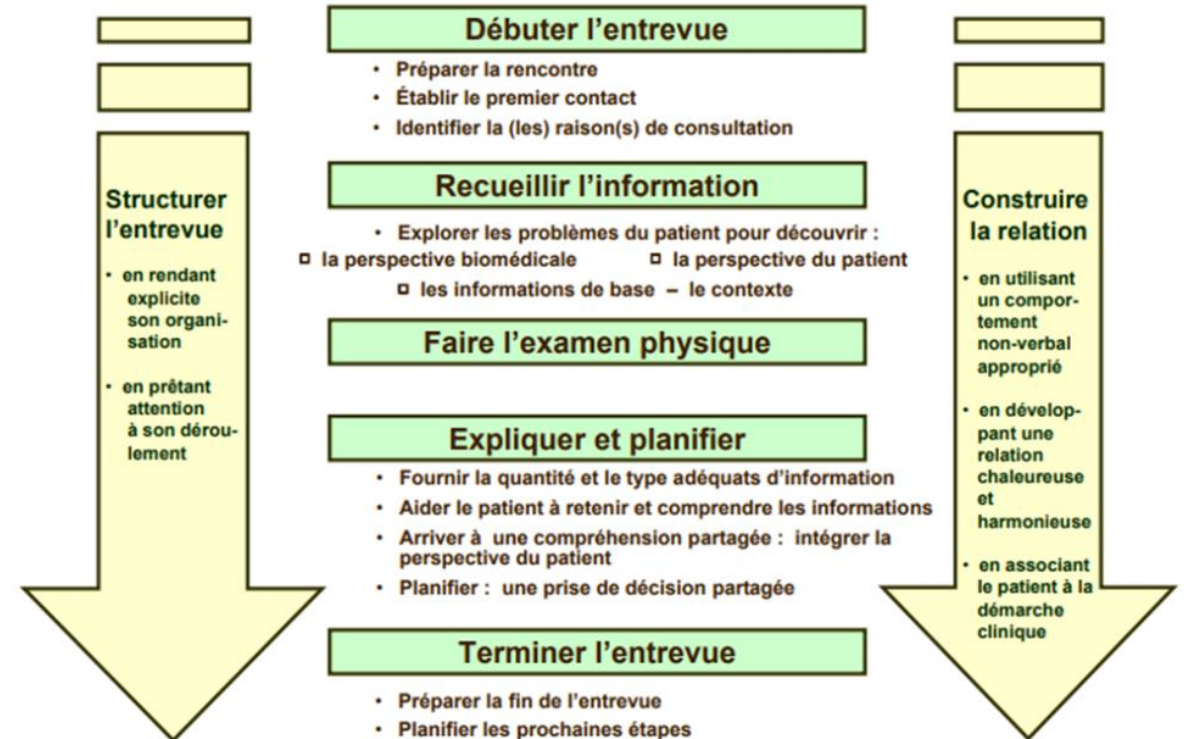 Débuter l'entrevue
• Préparer la rencontre
• Établir le premier contact
• Identifier la (les) raison(s) de consultation
Recueillir l'information
• Explorer les problèmes du patient pour découvrir :
la perspective biomédicale
la perspective du patient
les informations de base – le contexte
Faire l'examen physique
Expliquer et planifier
• Fournir la quantité et le type adéquats d'information
• Aider le patient à retenir et comprendre les informations
• Arriver à une compréhension partagée : intégrer la
perspective du patient
• Planifier : une prise de décision partagée
Terminer l'entrevue
• Préparer la fin de l'entrevue
• Planifier les prochaines étapes
Structurer
l'entrevue
• en rendant
explicite
son organi-
sation
• en prêtant
attention
à son dérou-
lement
Construire
la relation
• en utilisant
un compor-
tement
non-verbal
approprié
• en dévelop-
pant une
relation
chaleureuse
et
harmonieuse
• en associant
le patient à la
démarche
clinique